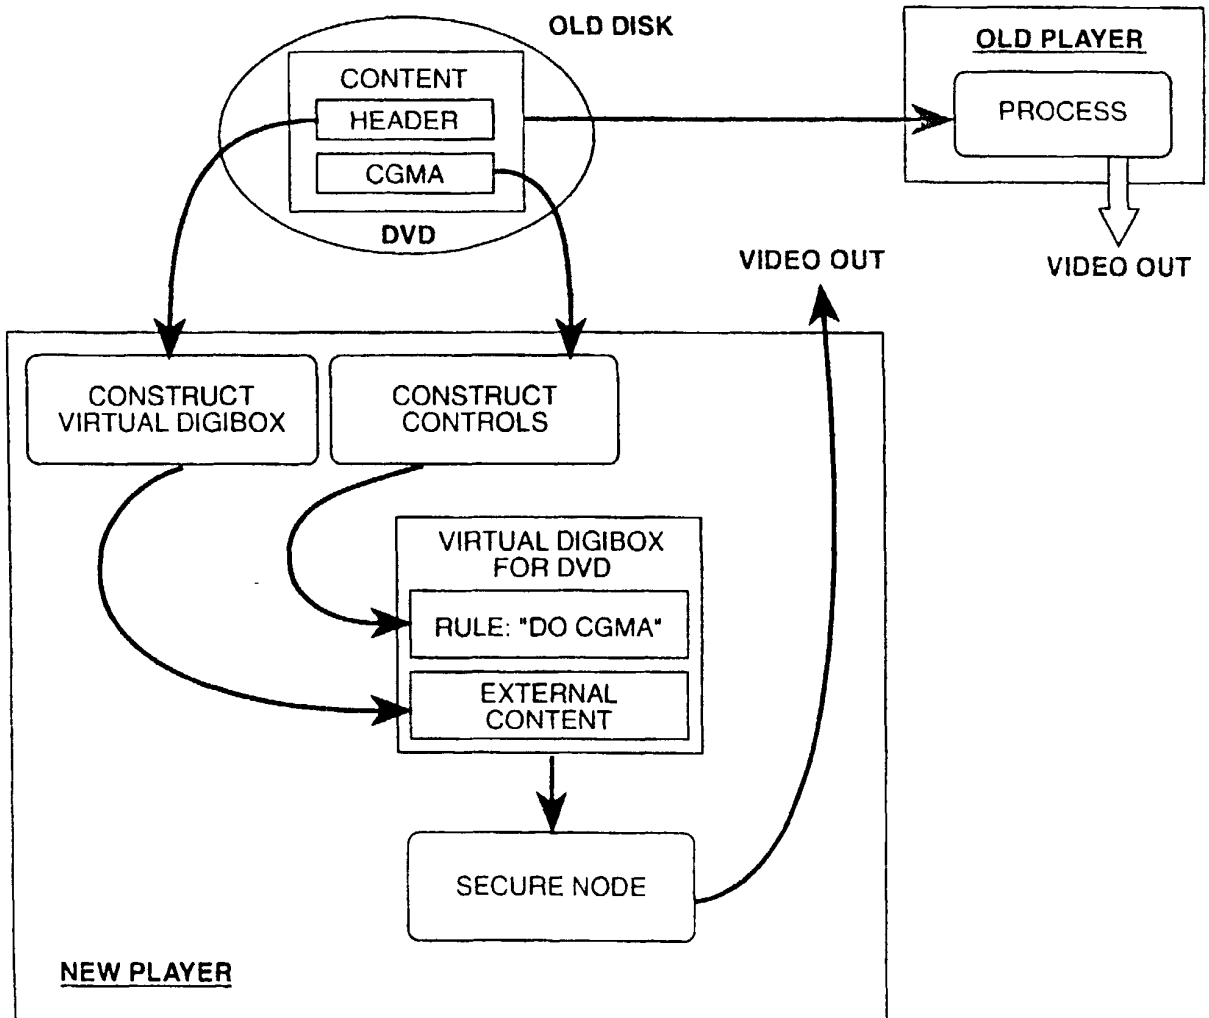 OLD DISK
CONTENT
HEADER
CGMA
DVD
OLD PLAYER
PROCESS
VIDEO OUT
VIDEO OUT
CONSTRUCT
VIRTUAL DIGIBOX
CONSTRUCT
CONTROLS
VIRTUAL DIGIBOX
FOR DVD
RULE: "DO CGMA"
EXTERNAL
CONTENT
SECURE NODE
NEW PLAYER